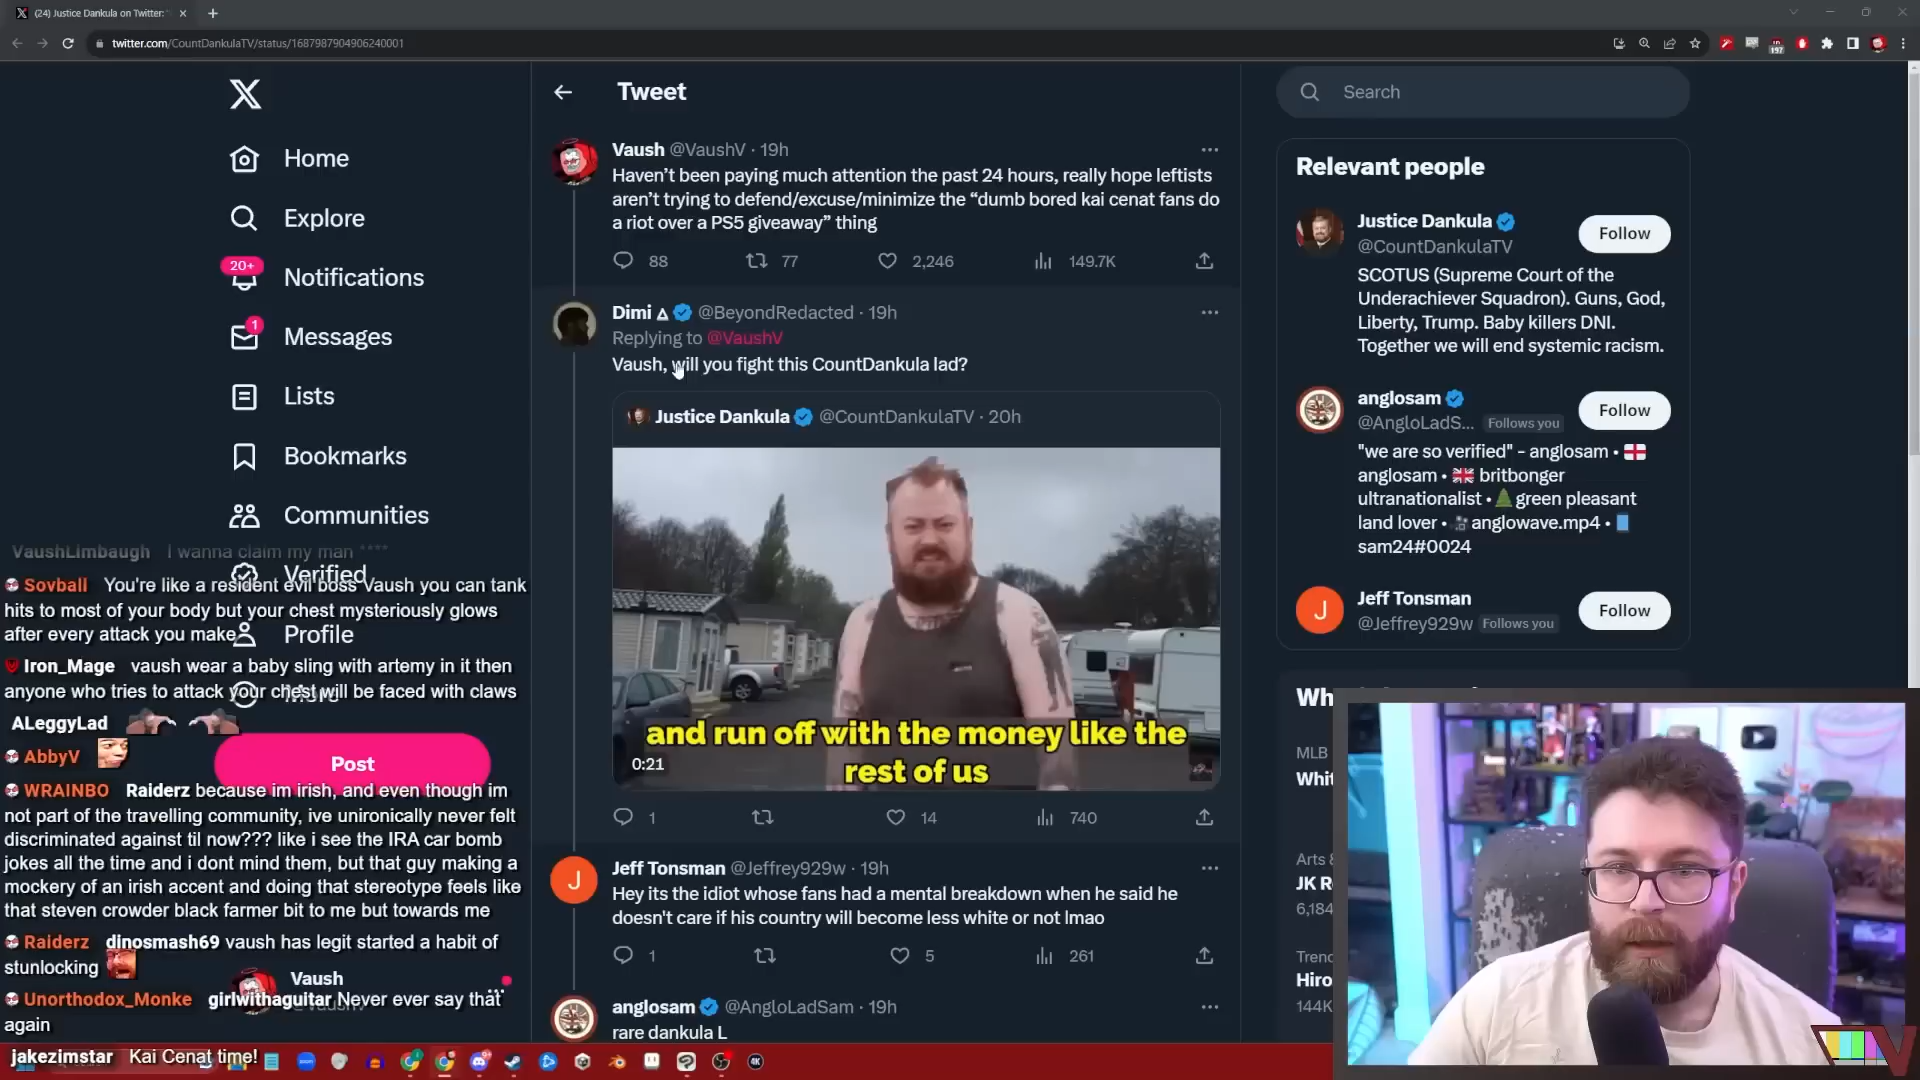 (24) Justice Dankula on Twitter:
twitter.com/CountDankulaTV/status/1687987904906240001
197
Home
Explore
20+
Notifications
1
Messages
Lists
Bookmarks
Communities
Verified
Profile
More
Post
Vaush
Tweet
Vaush @VaushV · 19h
Haven't been paying much attention the past 24 hours, really hope leftists
aren't trying to defend/excuse/minimize the “dumb bored kai cenat fans do
a riot over a PS5 giveaway” thing
88 77 2,246 149.7K
Dimi @BeyondRedacted · 19h
Replying to @VaushV
Vaush, will you fight this CountDankula lad?
Justice Dankula @CountDankulaTV · 20h
and run off with the money like the
rest of us
0:21
1 14 740
J
Jeff Tonsman @Jeffrey929w · 19h
Hey its the idiot whose fans had a mental breakdown when he said he
doesn't care if his country will become less white or not lmao
1 5 261
anglosam @AngloLadSam · 19h
rare dankula L
Search
Relevant people
Justice Dankula
@CountDankulaTV
Follow
SCOTUS (Supreme Court of the
Underachiever Squadron). Guns, God,
Liberty, Trump. Baby killers DNI.
Together we will end systemic racism.
anglosam
@AngloLadS... Follows you
Follow
"we are so verified" - anglosam •
anglosam • britbonger
ultranationalist • green pleasant
land lover • anglowave.mp4 •
sam24#0024
J
Jeff Tonsman
@Jeffrey929w Follows you
Follow
Wh
MLB
Whit
Arts &
JK R
6,184
Trend
Hiro
144K
VaushLimbaugh I wanna claim my man ****
Sovball You're like a resident evil boss Vaush you can tank
hits to most of your body but your chest mysteriously glows
after every attack you make
Iron_Mage vaush wear a baby sling with artemy in it then
anyone who tries to attack your chest will be faced with claws
ALeggyLad
AbbyV
WRAINBO Raiderz because im irish, and even though im
not part of the travelling community, ive unironically never felt
discriminated against til now??? like i see the IRA car bomb
jokes all the time and i dont mind them, but that guy making a
mockery of an irish accent and doing that stereotype feels like
that steven crowder black farmer bit to me but towards me
Raiderz dinosmash69 vaush has legit started a habit of
stunlocking
Unorthodox_Monke girlwithaguitar Never ever say that
again
jakezimstar Kai Cenat time!
4K